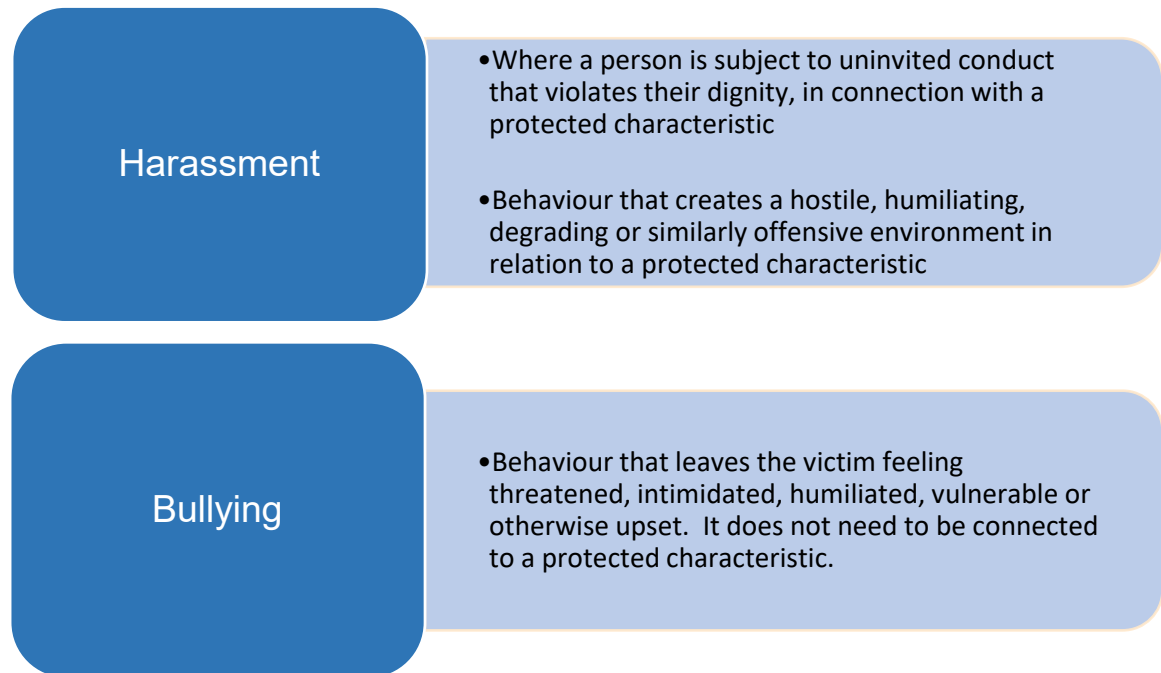 Harassment
•Where a person is subject to uninvited conduct
that violates their dignity, in connection with a
protected characteristic
•Behaviour that creates a hostile, humiliating,
degrading or similarly offensive environment in
relation to a protected characteristic
Bullying
•Behaviour that leaves the victim feeling
threatened, intimidated, humiliated, vulnerable or
otherwise upset.  It does not need to be connected
to a protected characteristic.